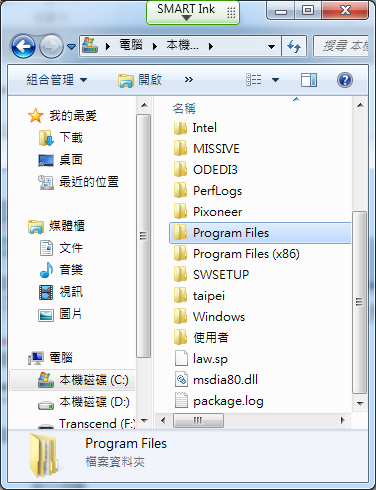 SMART Ink
電腦 本機...
搜尋 本機
組合管理 開啟 »
我的最愛
下載
桌面
最近的位置
媒體櫃
文件
音樂
視訊
圖片
電腦
本機磁碟 (C:)
本機磁碟 (D:)
Transcend (F:)
名稱
Intel
MISSIVE
ODEDI3
PerfLogs
Pixoneer
Program Files
Program Files (x86)
SWSETUP
taipei
Windows
使用者
law.sp
msdia80.dll
package.log
Program Files
檔案資料夾